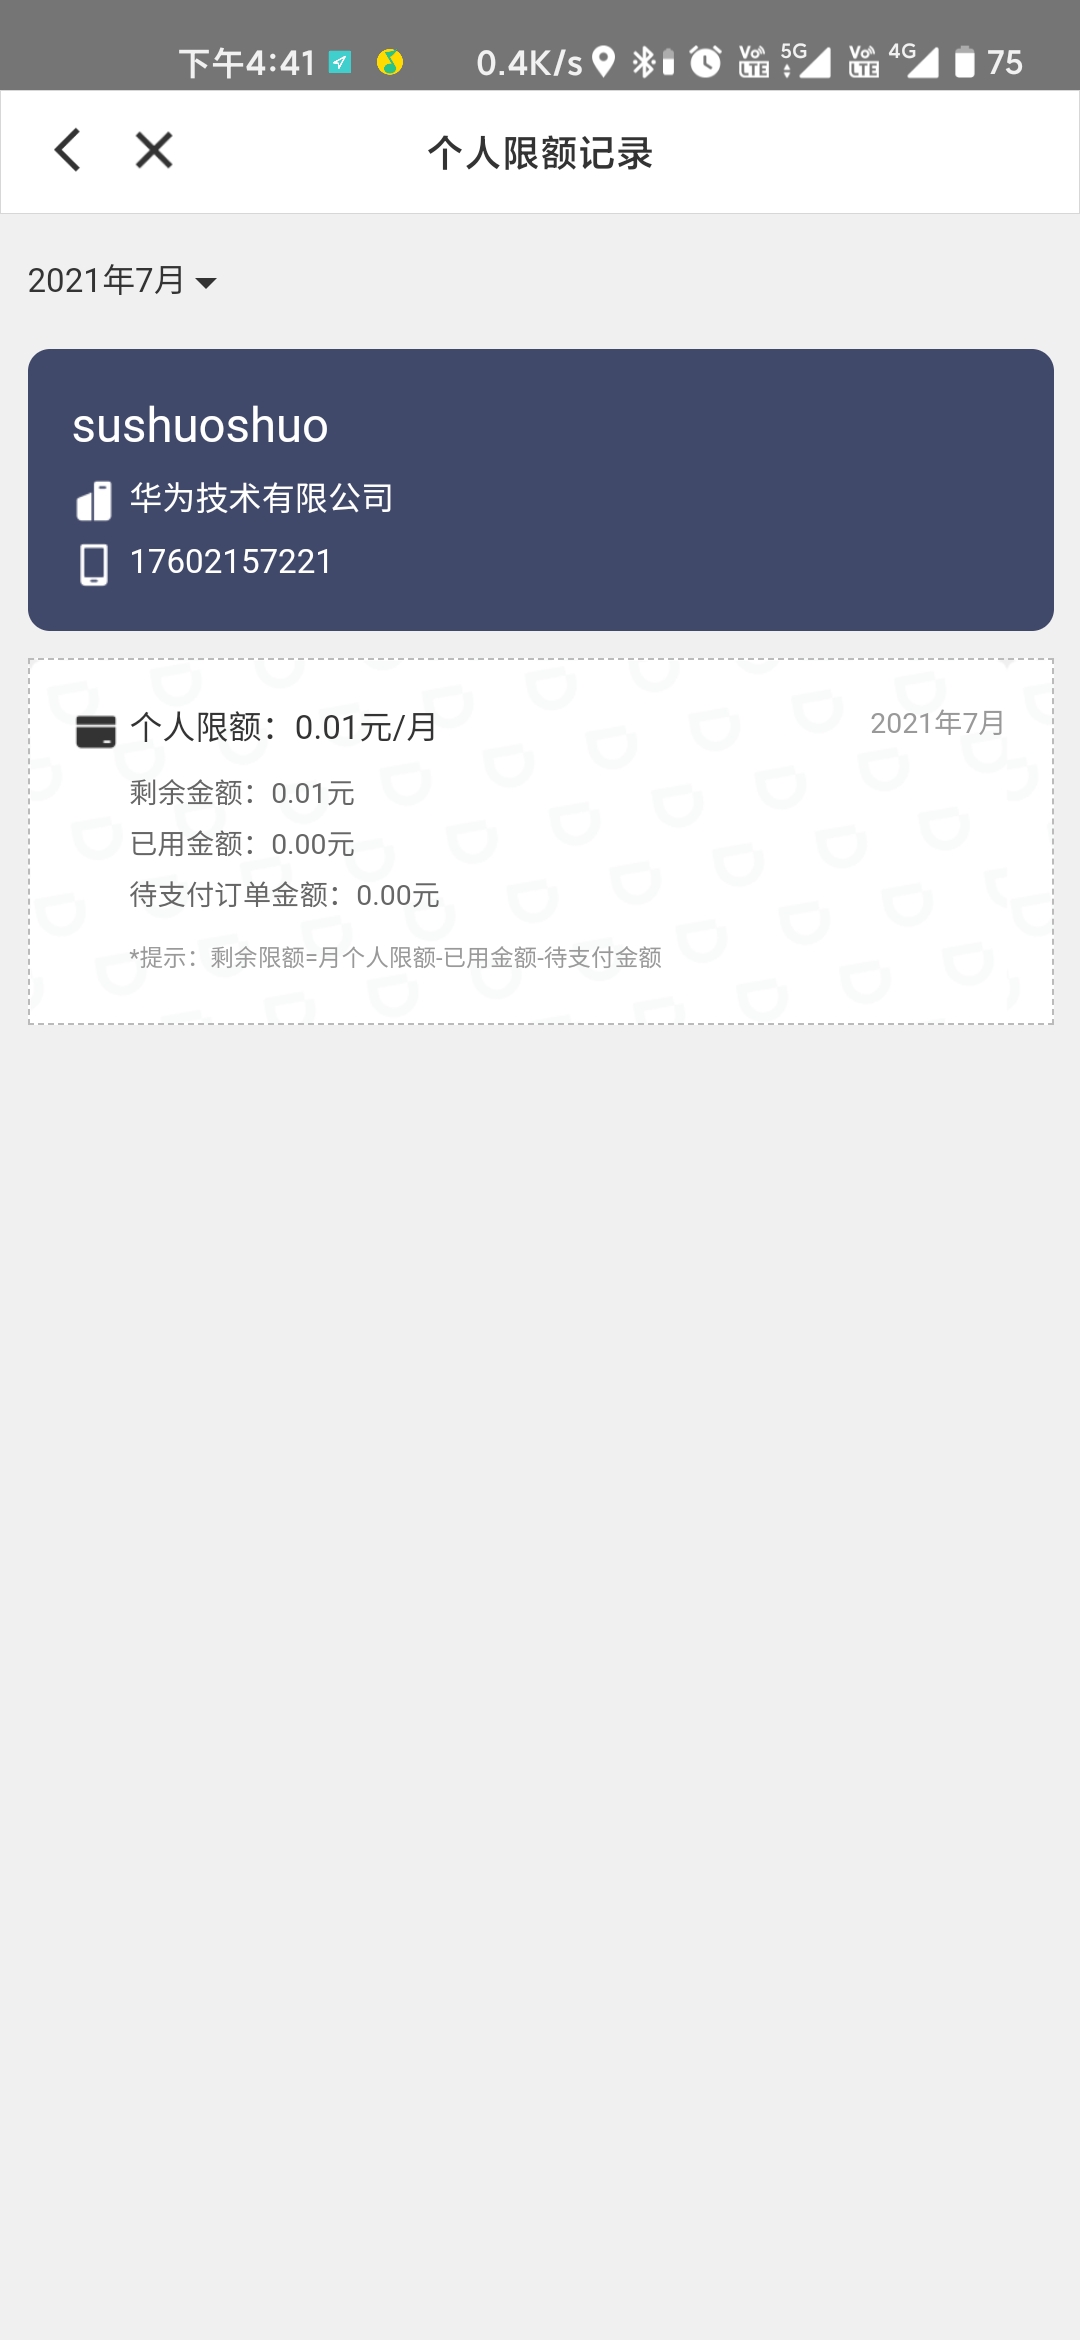 下午4:41 0.4K/s 5G 4G 75
个人限额记录
2021年7月
sushuoshuo
华为技术有限公司
17602157221
个人限额：0.01元/月 2021年7月
剩余金额：0.01元
已用金额：0.00元
待支付订单金额：0.00元
*提示：剩余限额=月个人限额-已用金额-待支付金额